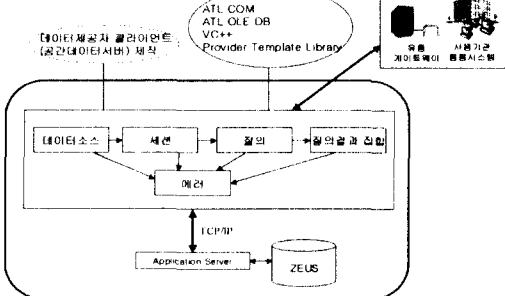 ATL COM
ATL OLE DB
VC++
Provider Template Library
데이터제공자 클라이언트
(공간데이터서버) 제작
유통
게이트웨이
사용기관
응용시스템
데이터소스
세션
질의
질의결과 집합
에러
TCP/IP
Application Server
ZEUS